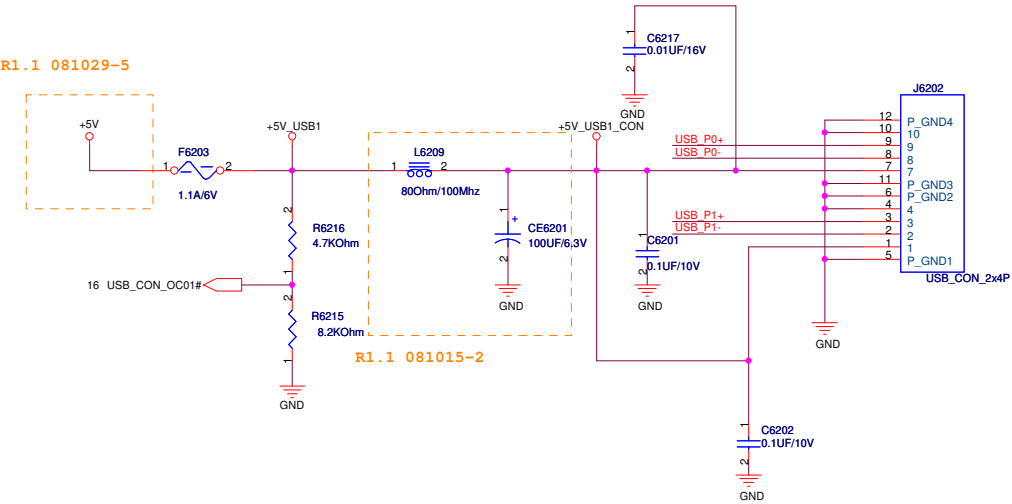 R1.1 081029-5
+5V
F6203
1
2
1.1A/6V
+5V_USB1
L6209
1
2
80Ohm/100Mhz
+5V_USB1_CON
1
C6217
0.01UF/16V
2
GND
USB_P0+
USB_P0-
USB_P1+
USB_P1-
J6202
12 P_GND4
10 10
9 9
8 8
7 7
11 P_GND3
6 P_GND2
4 4
3 3
2 2
1 1
5 P_GND1
USB_CON_2x4P
GND
2
R6216
4.7KOhm
1
16 USB_CON_OC01#
2
R6215
8.2KOhm
1
GND
1
+
CE6201
100UF/6.3V
2
GND
R1.1 081015-2
1
C6201
0.1UF/10V
2
GND
1
C6202
0.1UF/10V
2
GND